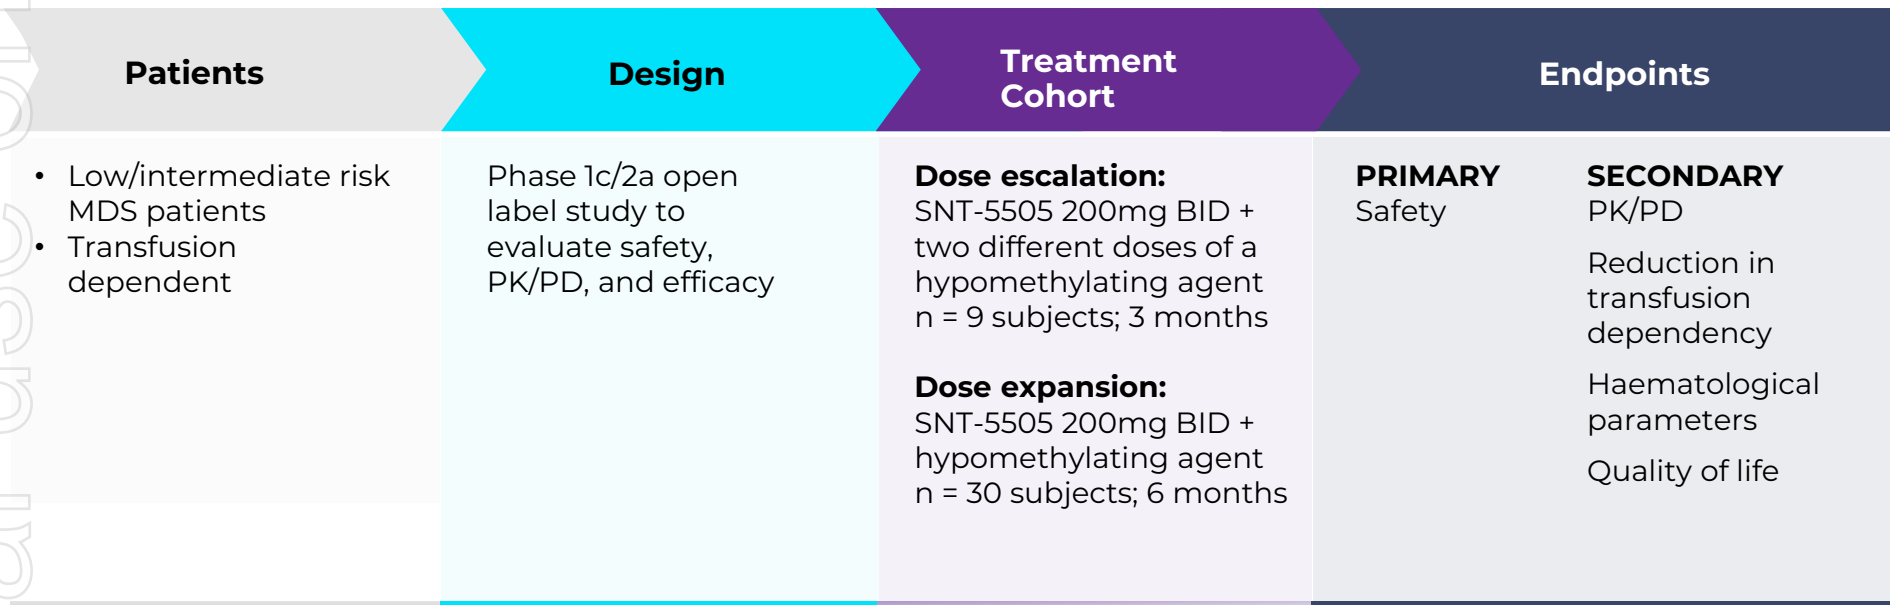 Patients
Design
Treatment
Cohort
Endpoints
• Low/intermediate risk
MDS patients
• Transfusion
dependent
Phase 1c/2a open
label study to
evaluate safety,
PK/PD, and efficacy
Dose escalation:
SNT-5505 200mg BID +
two different doses of a
hypomethylating agent
n = 9 subjects; 3 months
Dose expansion:
SNT-5505 200mg BID +
hypomethylating agent
n = 30 subjects; 6 months
PRIMARY
Safety
SECONDARY
PK/PD
Reduction in
transfusion
dependency
Haematological
parameters
Quality of life